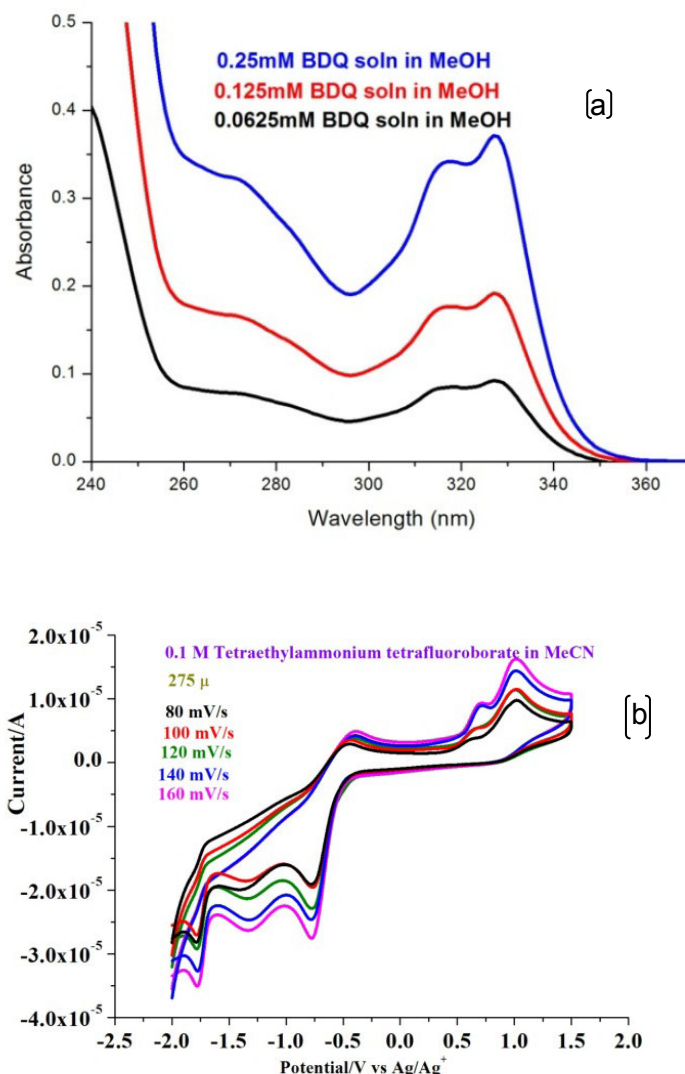 0.5
0.25mM BDQ soln in MeOH
0.125mM BDQ soln in MeOH
0.0625mM BDQ soln in MeOH
[a]
0.4
0.3
0.2
0.1
0.0
Absorbance
240 260 280 300 320 340 360
Wavelength (nm)
2.0x10⁻⁵
0.1 M Tetraethylammonium tetrafluoroborate in MeCN
275 μ
[b]
80 mV/s
100 mV/s
120 mV/s
140 mV/s
160 mV/s
1.0x10⁻⁵
0.0
-1.0x10⁻⁵
-2.0x10⁻⁵
-3.0x10⁻⁵
-4.0x10⁻⁵
Current/A
-2.5 -2.0 -1.5 -1.0 -0.5 0.0 0.5 1.0 1.5 2.0
Potential/V vs Ag/Ag⁺